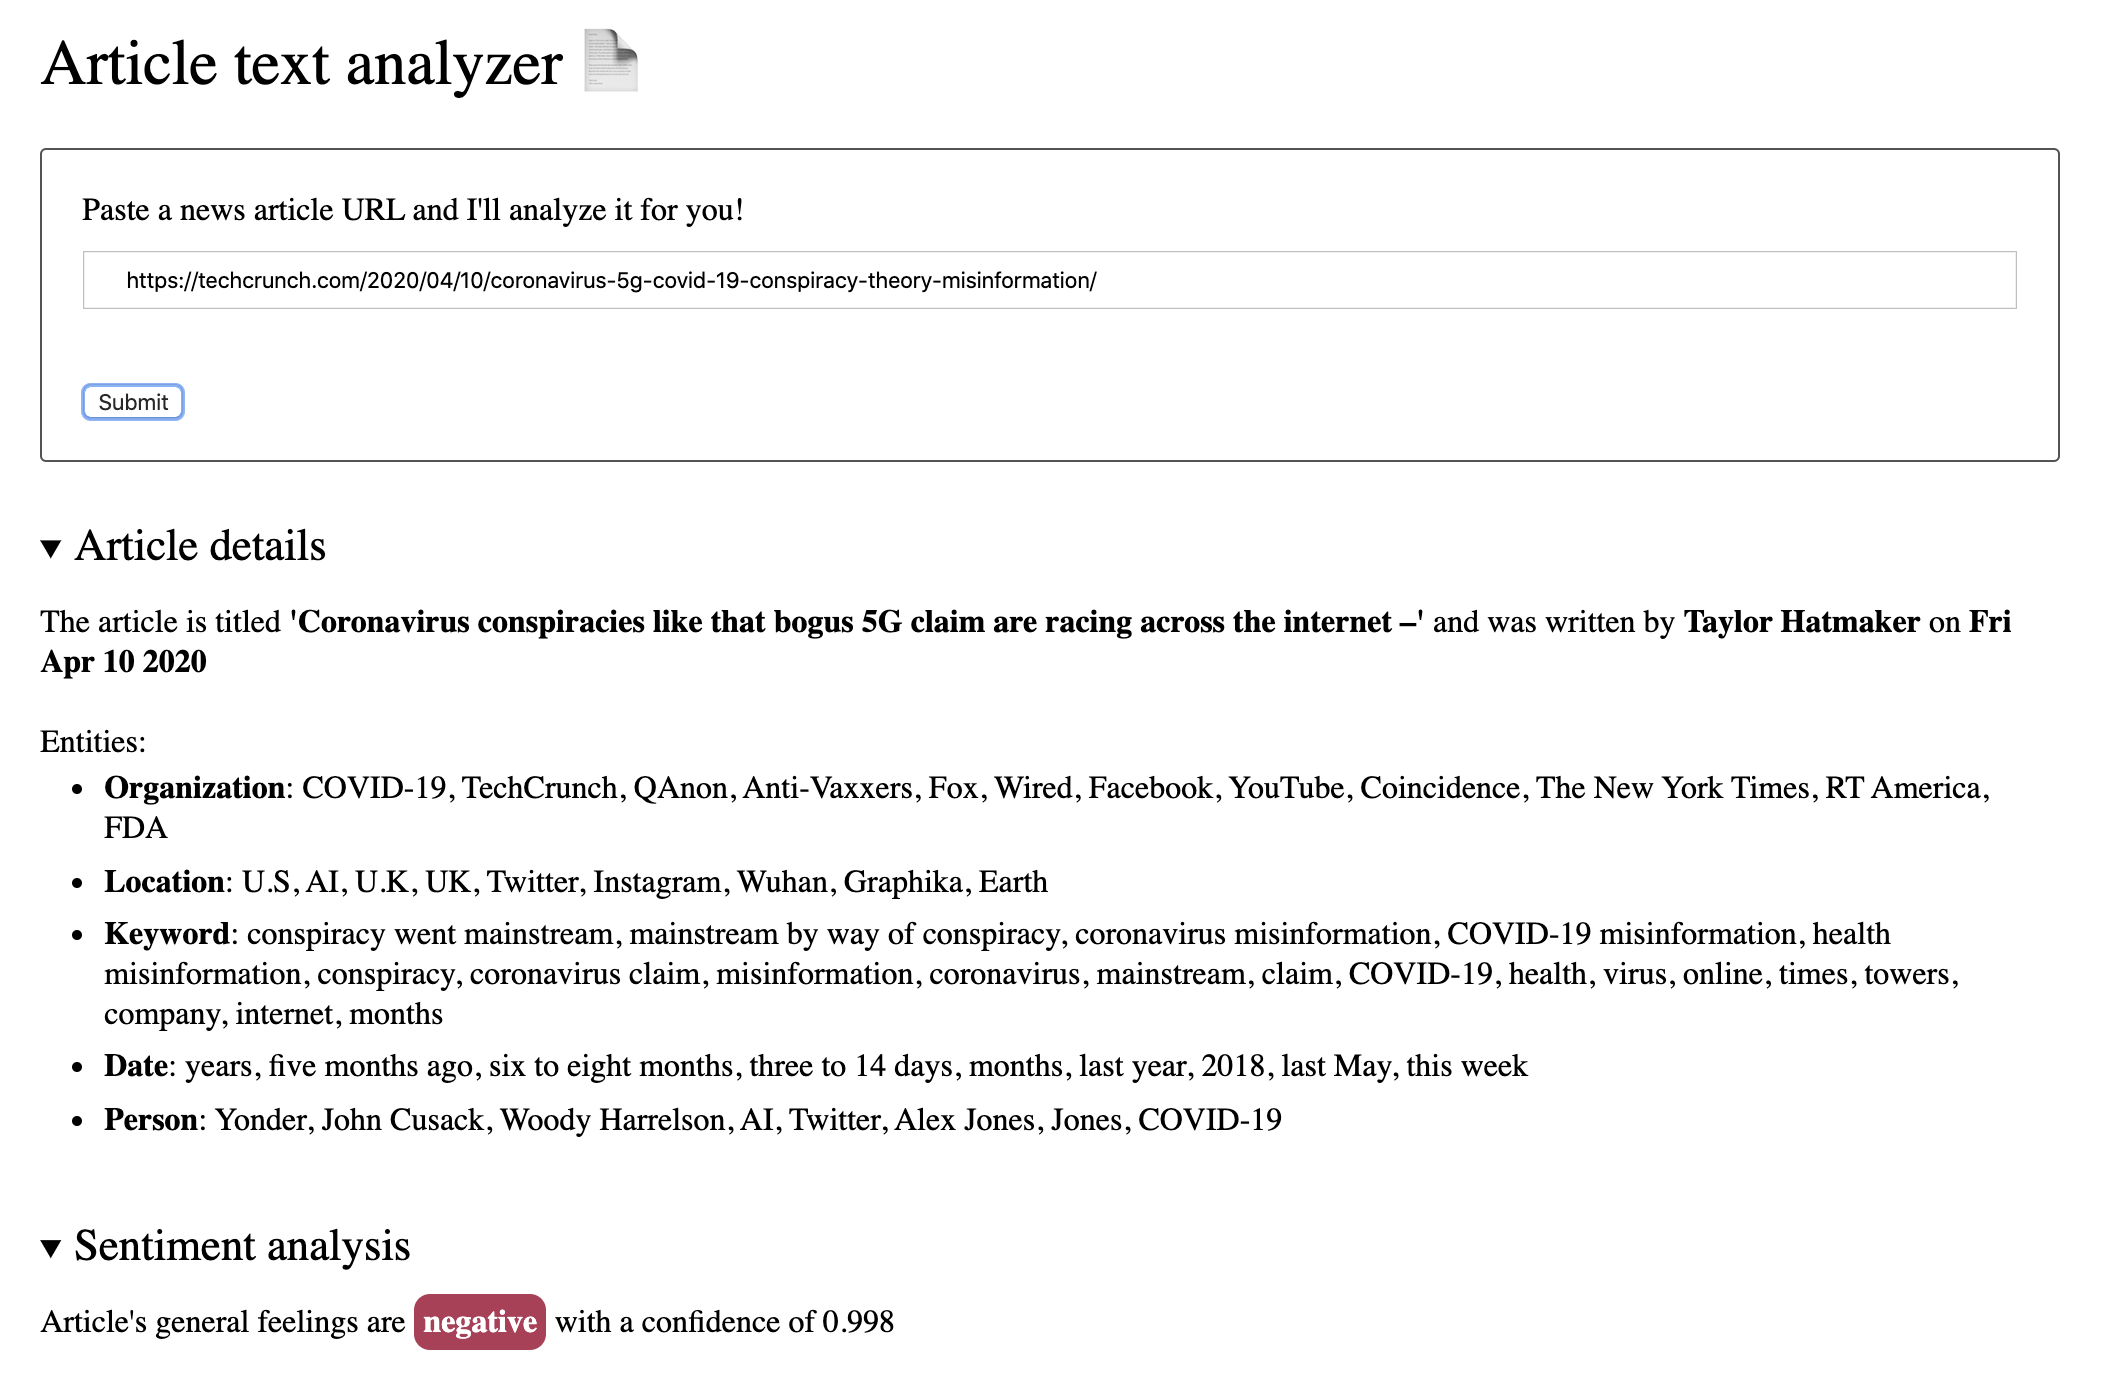 Article text analyzer
Paste a news article URL and I'll analyze it for you!
https://techcrunch.com/2020/04/10/coronavirus-5g-covid-19-conspiracy-theory-misinformation/
Submit
▼ Article details
The article is titled 'Coronavirus conspiracies like that bogus 5G claim are racing across the internet –' and was written by Taylor Hatmaker on Fri
Apr 10 2020
Entities:
• Organization: COVID-19, TechCrunch, QAnon, Anti-Vaxxers, Fox, Wired, Facebook, YouTube, Coincidence, The New York Times, RT America,
FDA
• Location: U.S, AI, U.K, UK, Twitter, Instagram, Wuhan, Graphika, Earth
• Keyword: conspiracy went mainstream, mainstream by way of conspiracy, coronavirus misinformation, COVID-19 misinformation, health
misinformation, conspiracy, coronavirus claim, misinformation, coronavirus, mainstream, claim, COVID-19, health, virus, online, times, towers,
company, internet, months
• Date: years, five months ago, six to eight months, three to 14 days, months, last year, 2018, last May, this week
• Person: Yonder, John Cusack, Woody Harrelson, AI, Twitter, Alex Jones, Jones, COVID-19
▼ Sentiment analysis
Article's general feelings are negative with a confidence of 0.998